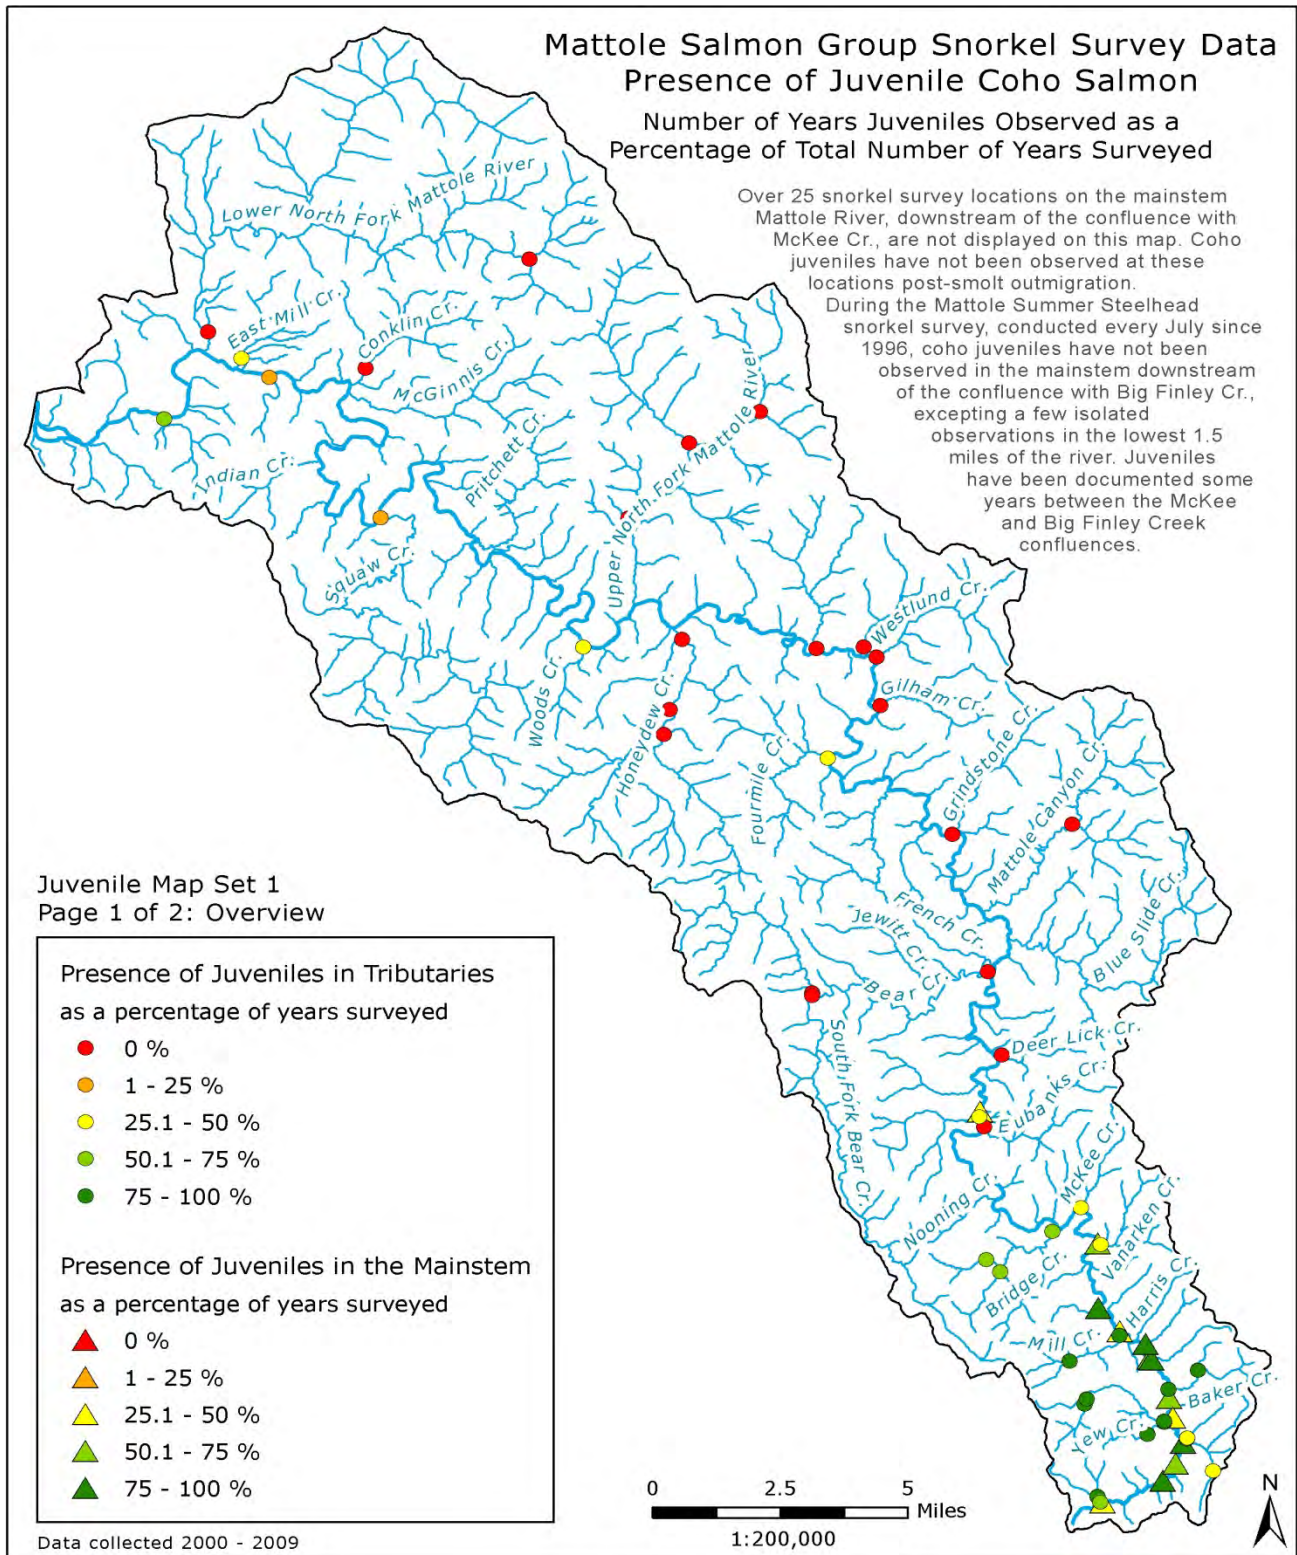 Mattole Salmon Group Snorkel Survey Data
Presence of Juvenile Coho Salmon
Number of Years Juveniles Observed as a
Percentage of Total Number of Years Surveyed
Over 25 snorkel survey locations on the mainstem
Mattole River, downstream of the confluence with
McKee Cr., are not displayed on this map. Coho
juveniles have not been observed at these
locations post-smolt outmigration.
During the Mattole Summer Steelhead
snorkel survey, conducted every July since
1996, coho juveniles have not been
observed in the mainstem downstream
of the confluence with Big Finley Cr.,
excepting a few isolated
observations in the lowest 1.5
miles of the river. Juveniles
have been documented some
years between the McKee
and Big Finley Creek
confluences.
Lower North Fork Mattole River
East Mill Cr.
Conklin Cr.
McGinnis Cr.
Indian Cr.
Pritchett Cr.
Squaw Cr.
Upper North Fork Mattole River
Woods Cr.
Honeydew Cr.
Westlund Cr.
Gilham Cr.
Fourmile Cr.
Grindstone Cr.
Mattole Canyon Cr.
Blue Slide Cr.
French Cr.
Jewitt Cr.
Bear Cr.
South Fork Bear Cr.
Deer Lick Cr.
Eubanks Cr.
McKee Cr.
Nooning Cr.
Vanarken Cr.
Bridge Cr.
Harris Cr.
Mill Cr.
Baker Cr.
Yew Cr.
Juvenile Map Set 1
Page 1 of 2: Overview
Presence of Juveniles in Tributaries
as a percentage of years surveyed
0 %
1 - 25 %
25.1 - 50 %
50.1 - 75 %
75 - 100 %
Presence of Juveniles in the Mainstem
as a percentage of years surveyed
0 %
1 - 25 %
25.1 - 50 %
50.1 - 75 %
75 - 100 %
Data collected 2000 - 2009
0 2.5 5
Miles
1:200,000
N